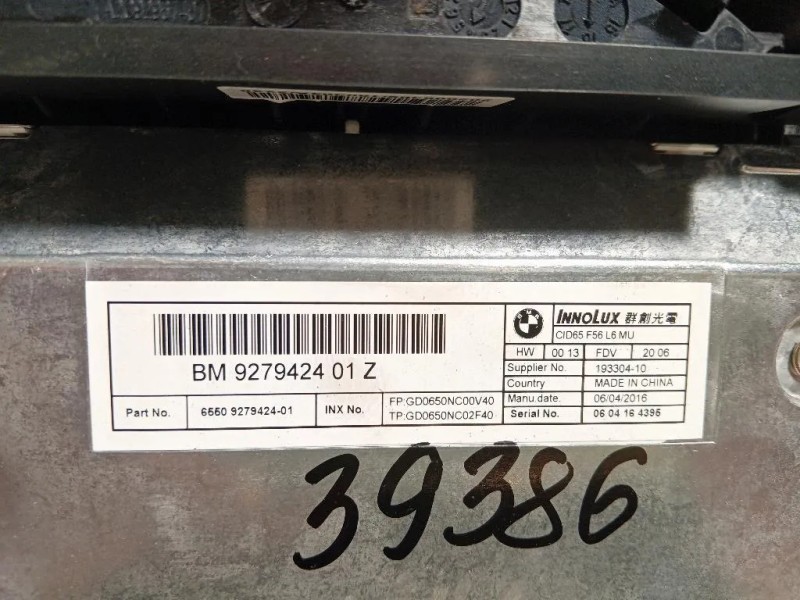 BM 9279424 01 Z
Part No. 6550 9279424-01 INX No. FP:GD0650NC00V40
TP:GD0650NC02F40
BMW INNOLUX 群創光電
CID65 F56 L6 MU
HW 00 13 FDV 20 06
Supplier No. 193304-10
Country MADE IN CHINA
Manu.date. 06/04/2016
Serial No. 06 04 16 4395
39386